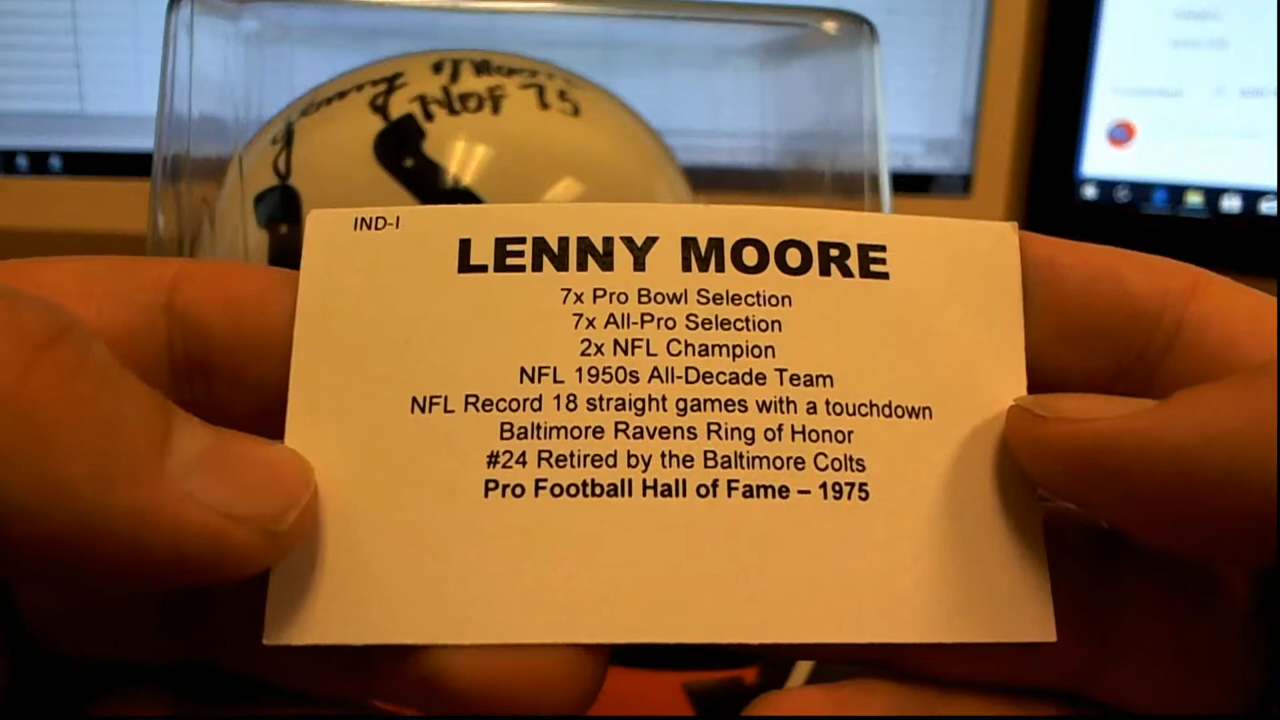 Lenny Moore
HOF 75
IND-I
LENNY MOORE
7x Pro Bowl Selection
7x All-Pro Selection
2x NFL Champion
NFL 1950s All-Decade Team
NFL Record 18 straight games with a touchdown
Baltimore Ravens Ring of Honor
#24 Retired by the Baltimore Colts
Pro Football Hall of Fame – 1975